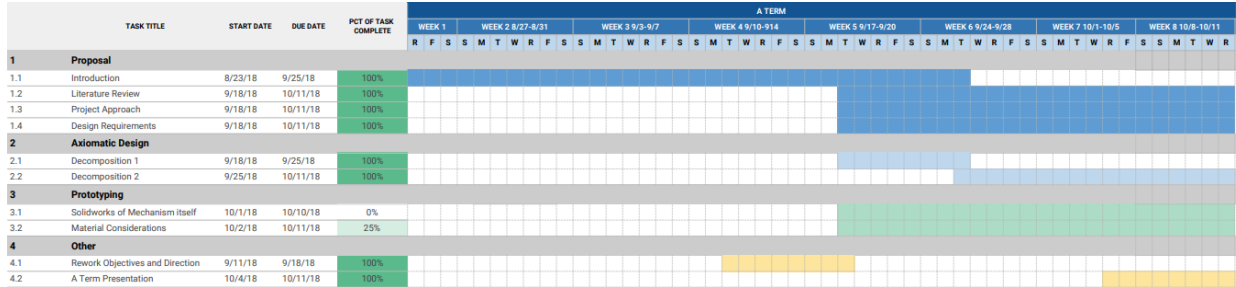 A TERM
TASK TITLE START DATE DUE DATE PCT OF TASK COMPLETE WEEK 1 WEEK 2 8/27-8/31 WEEK 3 9/3-9/7 WEEK 4 9/10-914 WEEK 5 9/17-9/20 WEEK 6 9/24-9/28 WEEK 7 10/1-10/5 WEEK 8 10/8-10/11
R F S S M T W R F S S M T W R F S S M T W R F S S M T W R F S S M T W R F S S M T W R F S S M T W R
1 Proposal
1.1 Introduction 8/23/18 9/25/18 100%
1.2 Literature Review 9/18/18 10/11/18 100%
1.3 Project Approach 9/18/18 10/11/18 100%
1.4 Design Requirements 9/18/18 10/11/18 100%
2 Axiomatic Design
2.1 Decomposition 1 9/18/18 9/25/18 100%
2.2 Decomposition 2 9/25/18 10/11/18 100%
3 Prototyping
3.1 Solidworks of Mechanism itself 10/1/18 10/10/18 0%
3.2 Material Considerations 10/2/18 10/11/18 25%
4 Other
4.1 Rework Objectives and Direction 9/11/18 9/18/18 100%
4.2 A Term Presentation 10/4/18 10/11/18 100%